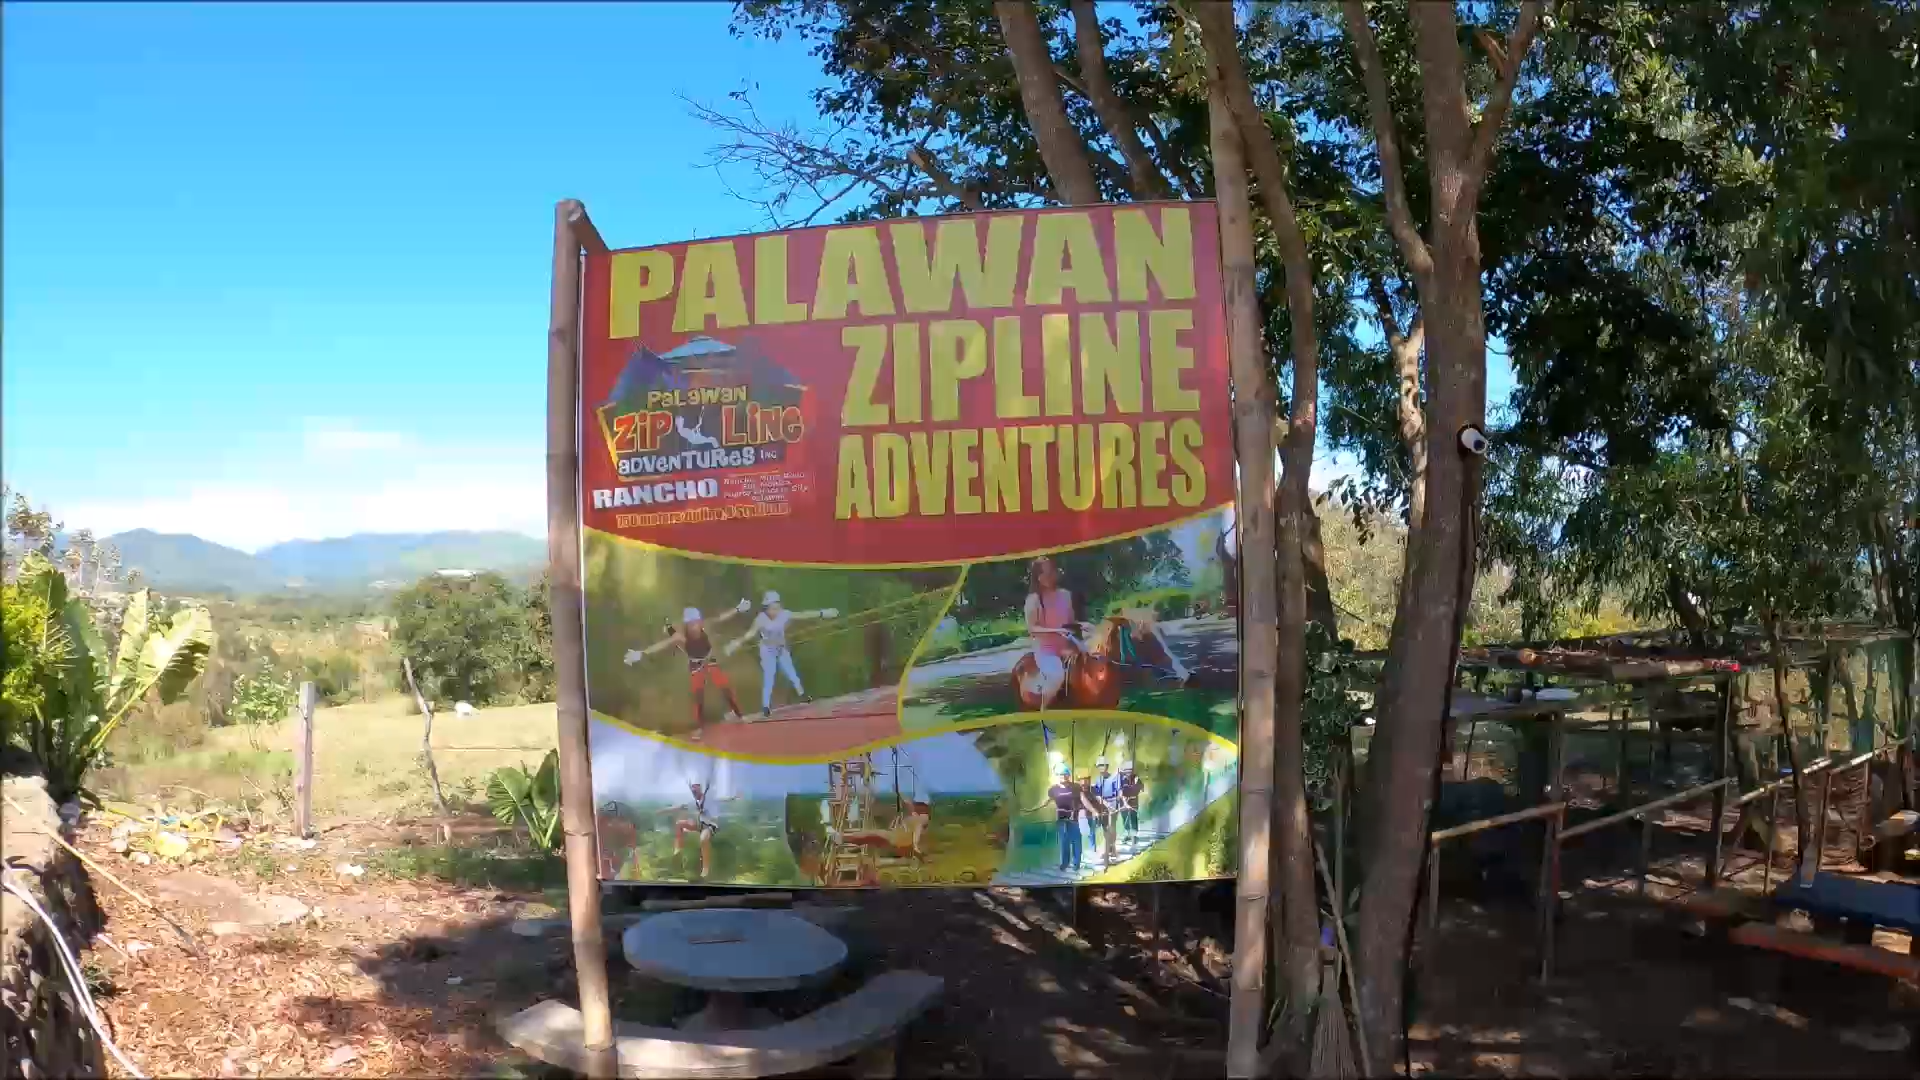 PALAWAN
ZIPLINE
ADVENTURES
PaLawan
Zip Line
aDVenTURes Inc
RANCHO